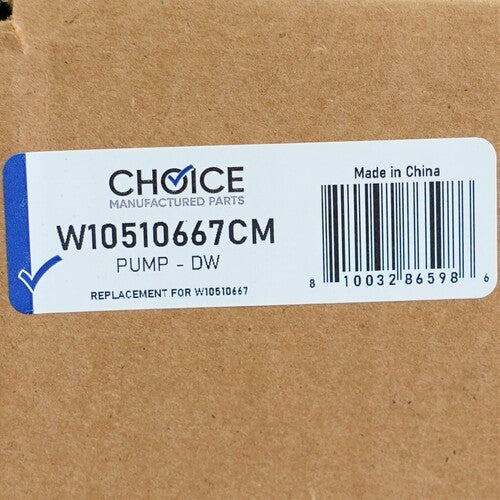 CHOICE
MANUFACTURED PARTS
W10510667CM
PUMP - DW
REPLACEMENT FOR W10510667
Made in China
8 10032 86598 6